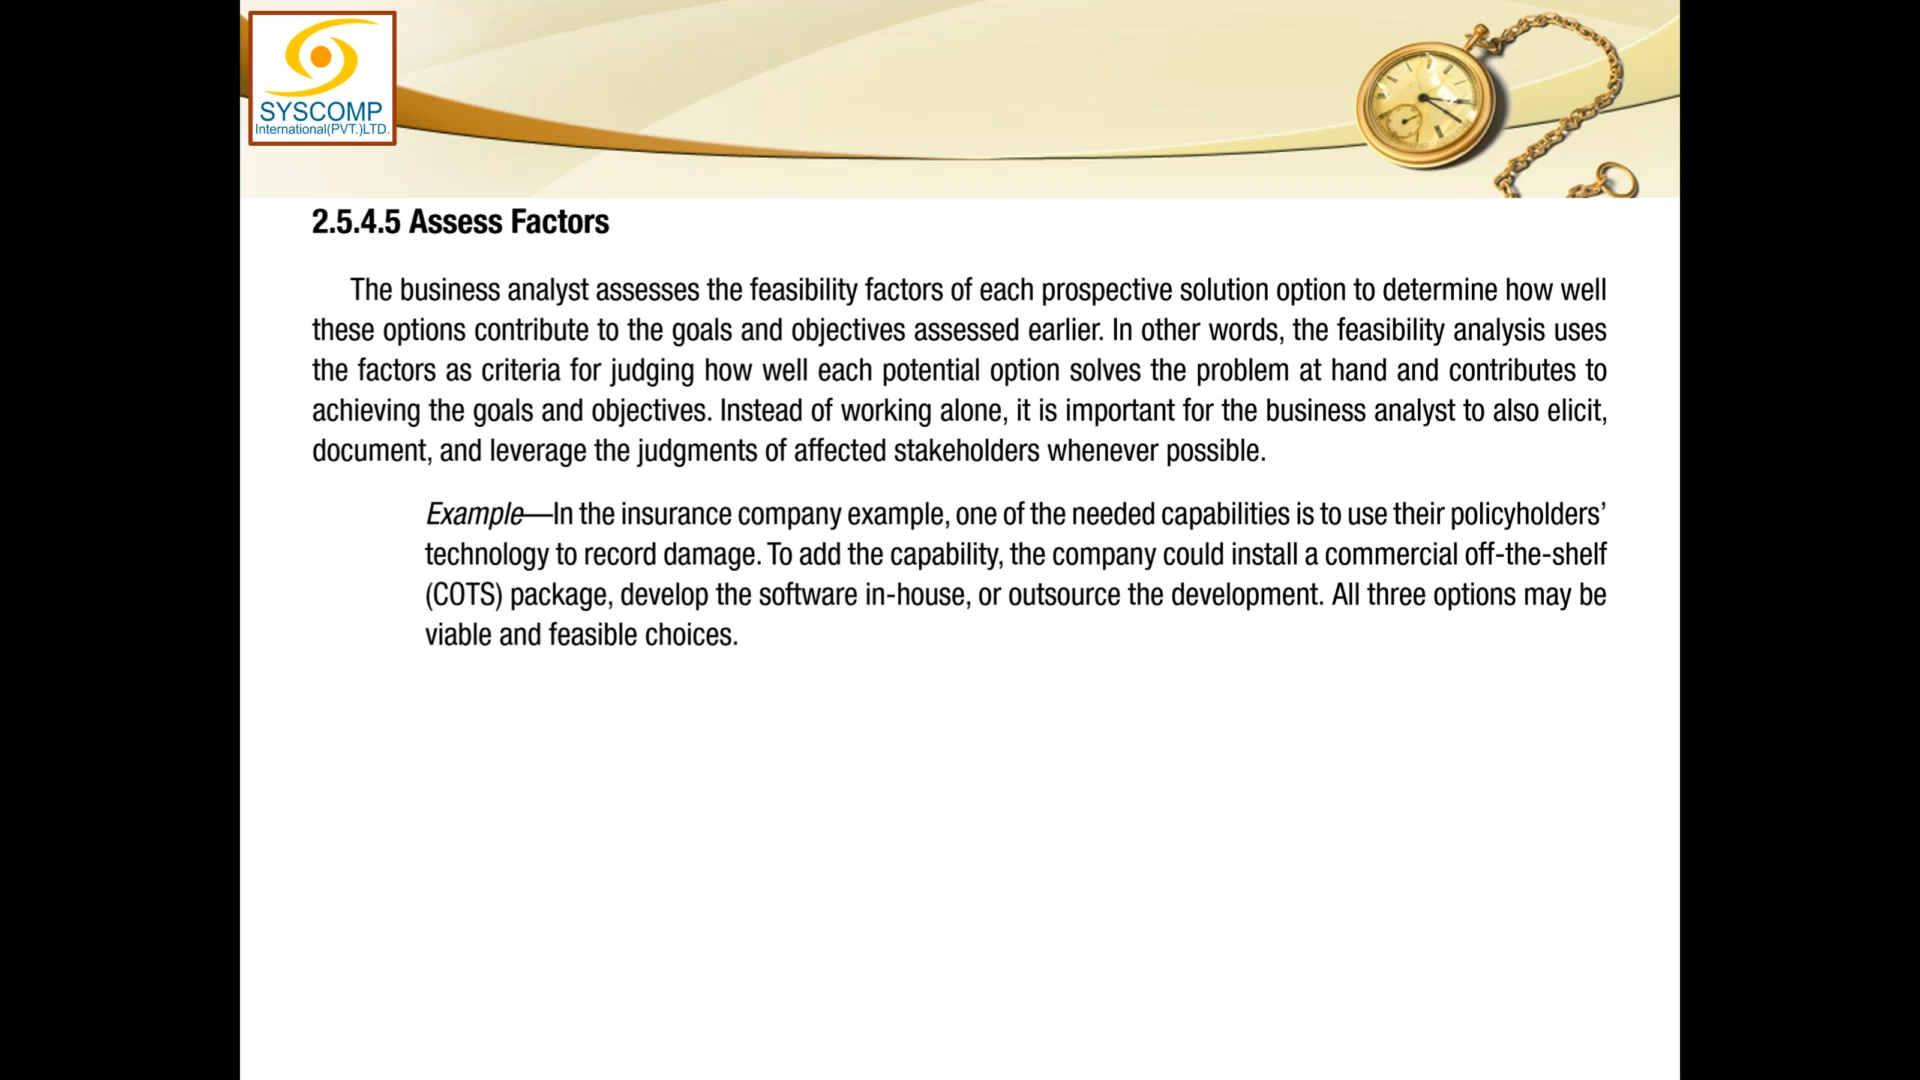 SYSCOMP
International(PVT.)LTD.
2.5.4.5 Assess Factors
The business analyst assesses the feasibility factors of each prospective solution option to determine how well
these options contribute to the goals and objectives assessed earlier. In other words, the feasibility analysis uses
the factors as criteria for judging how well each potential option solves the problem at hand and contributes to
achieving the goals and objectives. Instead of working alone, it is important for the business analyst to also elicit,
document, and leverage the judgments of affected stakeholders whenever possible.
Example—In the insurance company example, one of the needed capabilities is to use their policyholders’
technology to record damage. To add the capability, the company could install a commercial off-the-shelf
(COTS) package, develop the software in-house, or outsource the development. All three options may be
viable and feasible choices.